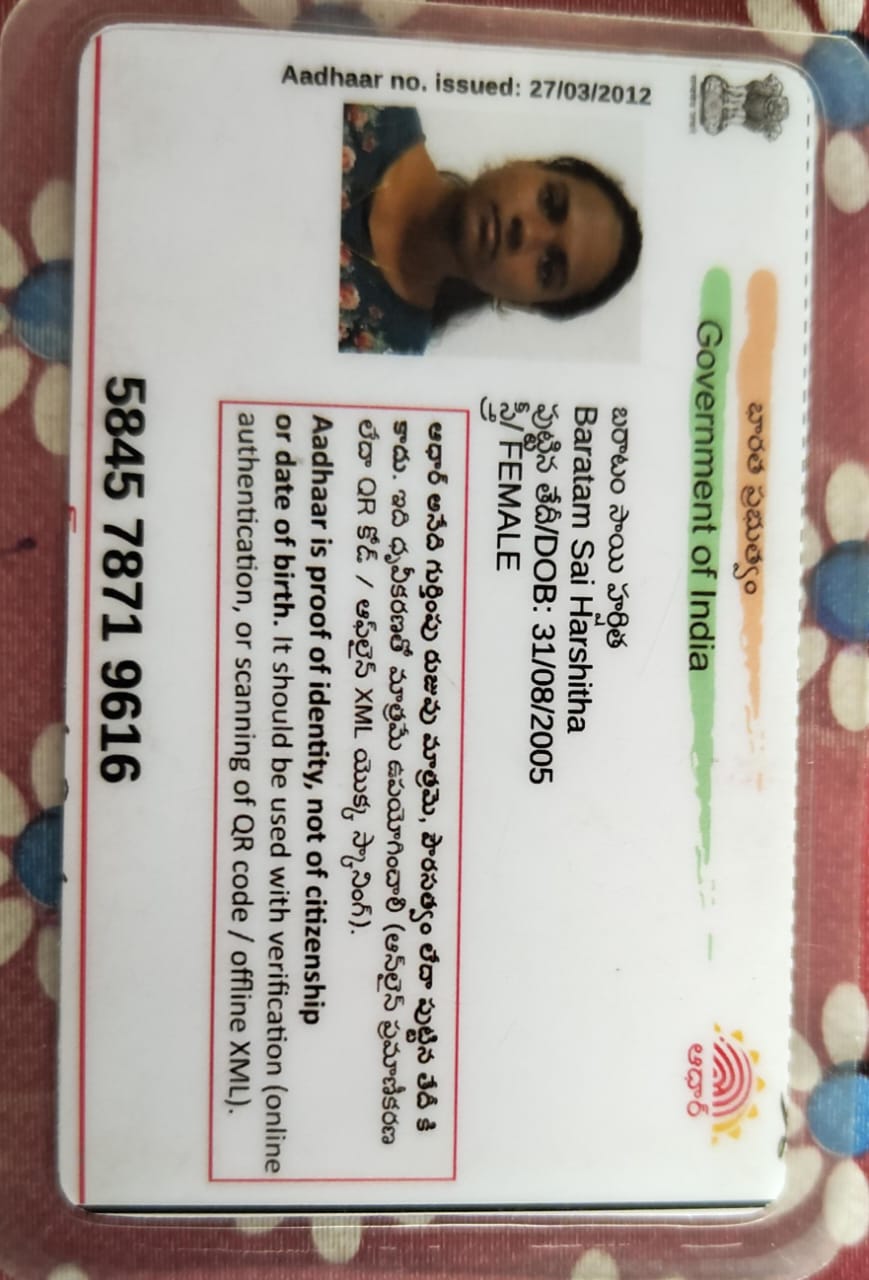 భారత ప్రభుత్వం
Government of India
Aadhaar no. issued: 27/03/2012
బరాటం సాయి హర్షిత
Baratam Sai Harshitha
పుట్టిన తేదీ/DOB: 31/08/2005
స్త్రీ/ FEMALE
ఆధార్ అనేది గుర్తింపు రుజువు మాత్రమె, పౌరసత్వం లేదా పుట్టిన తేదీ కి
కాదు. ఇది ధృవీకరణతో మాత్రమే ఉపయోగించాలి (ఆన్‌లైన్ ప్రమాణీకరణ
లేదా QR కోడ్ / ఆఫ్‌లైన్ XML యొక్క స్కానింగ్).
Aadhaar is proof of identity, not of citizenship
or date of birth. It should be used with verification (online
authentication, or scanning of QR code / offline XML).
ఆధార్
5845 7871 9616